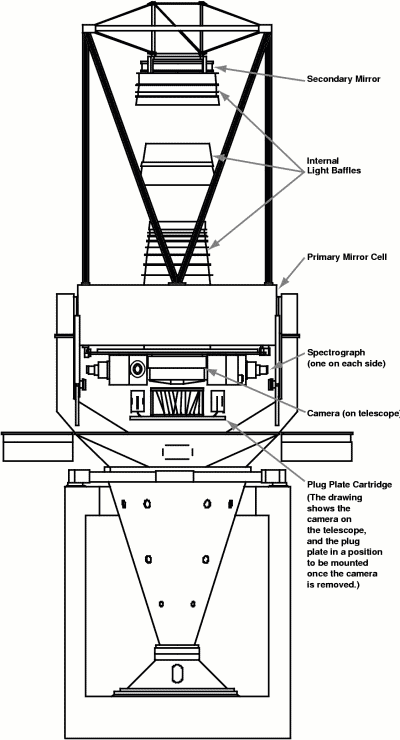 Secondary Mirror
Internal
Light Baffles
Primary Mirror Cell
Spectrograph
(one on each side)
Camera (on telescope)
Plug Plate Cartridge
(The drawing
shows the
camera on
the telescope,
and the plug
plate in a position
to be mounted
once the camera
is removed.)